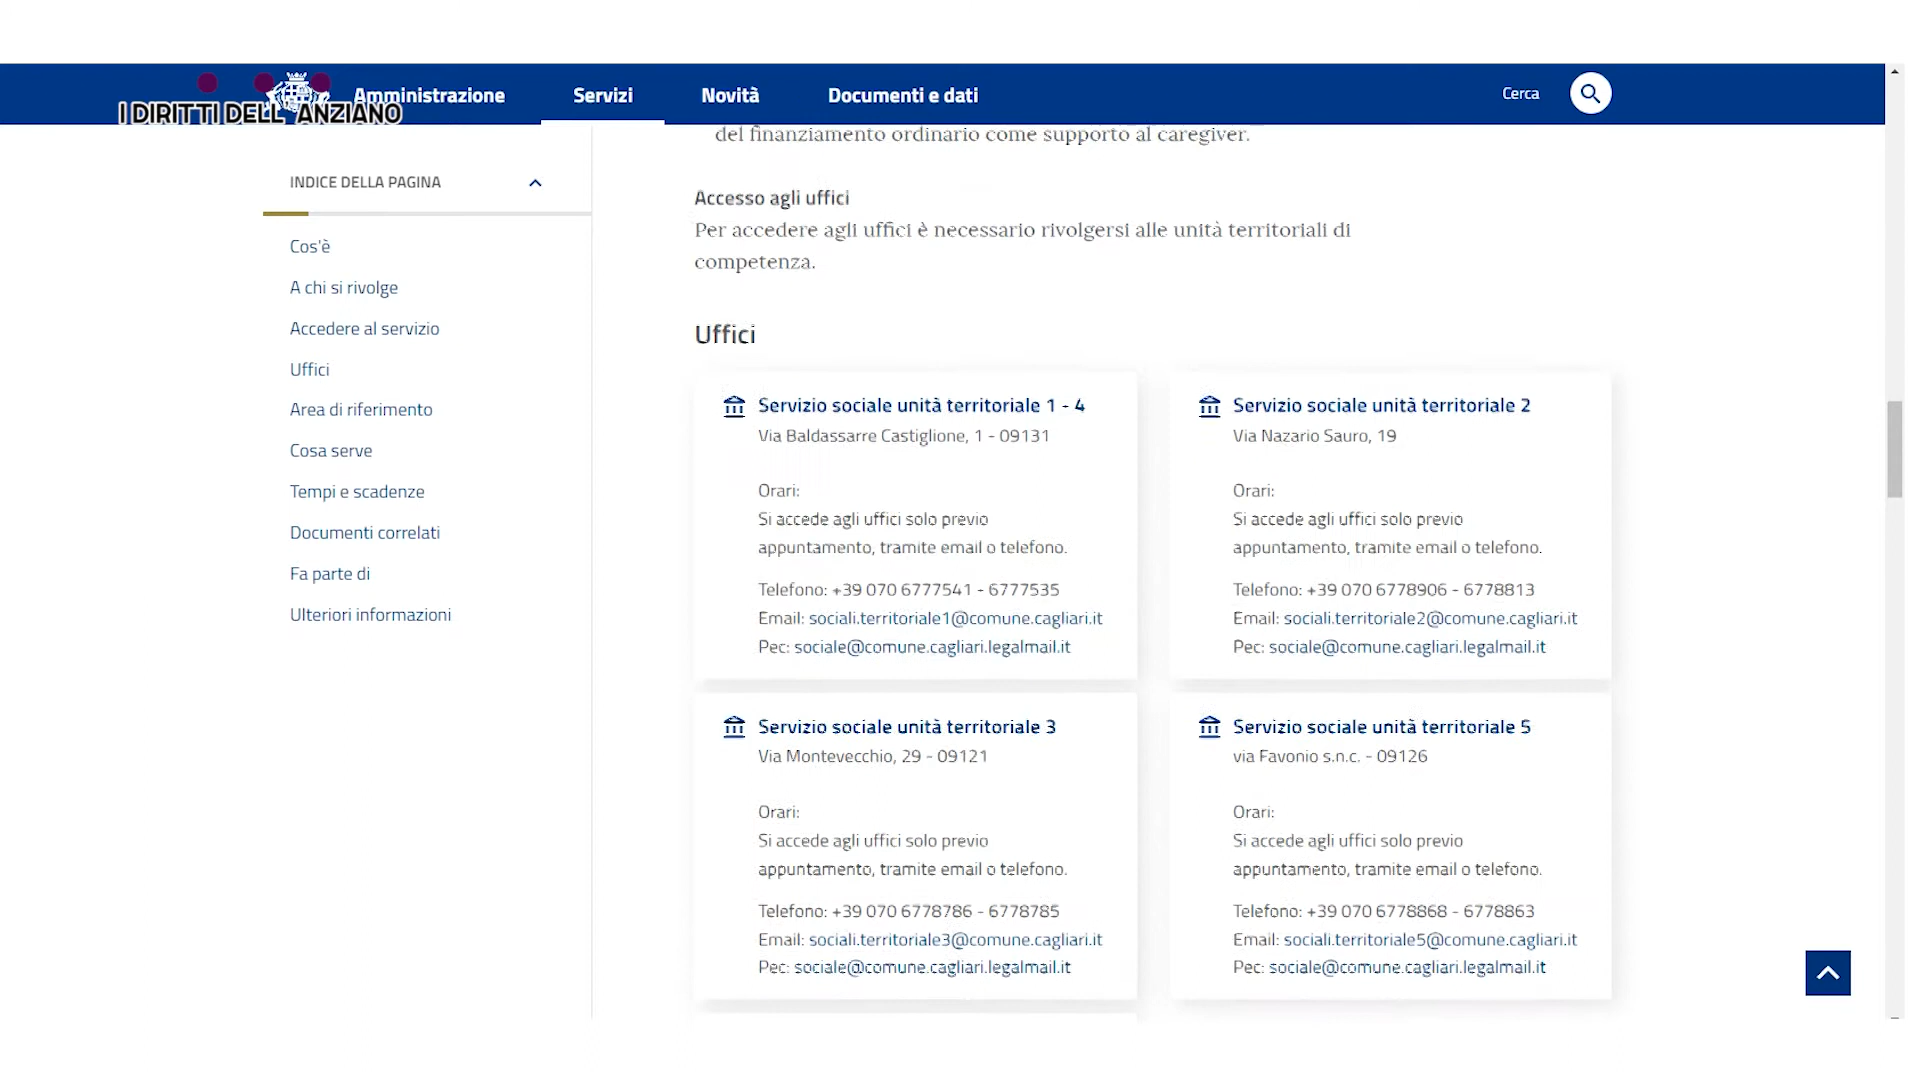 Amministrazione
Servizi
Novità
Documenti e dati
Cerca
I DIRITTI DELL'ANZIANO
INDICE DELLA PAGINA
Cos'è
A chi si rivolge
Accedere al servizio
Uffici
Area di riferimento
Cosa serve
Tempi e scadenze
Documenti correlati
Fa parte di
Ulteriori informazioni
del finanziamento ordinario come supporto al caregiver.
Accesso agli uffici
Per accedere agli uffici è necessario rivolgersi alle unità territoriali di
competenza.
Uffici
Servizio sociale unità territoriale 1 - 4
Via Baldassarre Castiglione, 1 - 09131
Orari:
Si accede agli uffici solo previo
appuntamento, tramite email o telefono.
Telefono: +39 070 6777541 - 6777535
Email: sociali.territoriale1@comune.cagliari.it
Pec: sociale@comune.cagliari.legalmail.it
Servizio sociale unità territoriale 2
Via Nazario Sauro, 19
Orari:
Si accede agli uffici solo previo
appuntamento, tramite email o telefono.
Telefono: +39 070 6778906 - 6778813
Email: sociali.territoriale2@comune.cagliari.it
Pec: sociale@comune.cagliari.legalmail.it
Servizio sociale unità territoriale 3
Via Montevecchio, 29 - 09121
Orari:
Si accede agli uffici solo previo
appuntamento, tramite email o telefono.
Telefono: +39 070 6778786 - 6778785
Email: sociali.territoriale3@comune.cagliari.it
Pec: sociale@comune.cagliari.legalmail.it
Servizio sociale unità territoriale 5
via Favonio s.n.c. - 09126
Orari:
Si accede agli uffici solo previo
appuntamento, tramite email o telefono.
Telefono: +39 070 6778868 - 6778863
Email: sociali.territoriale5@comune.cagliari.it
Pec: sociale@comune.cagliari.legalmail.it